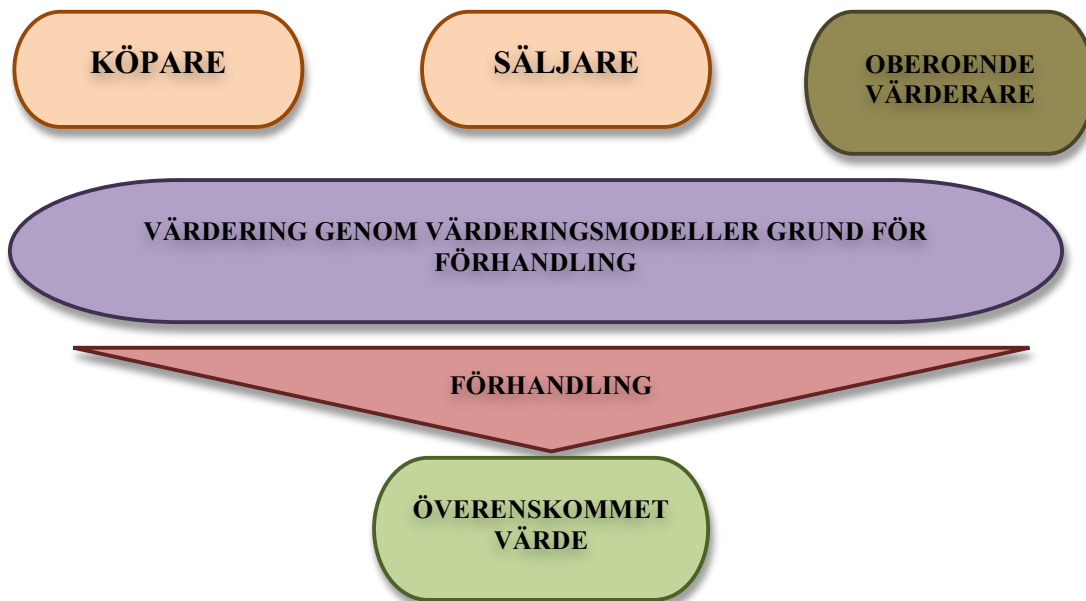 KÖPARE
SÄLJARE
OBEROENDE
VÄRDERARE
VÄRDERING GENOM VÄRDERINGSMODELLER GRUND FÖR
FÖRHANDLING
FÖRHANDLING
ÖVERENSKOMMET
VÄRDE